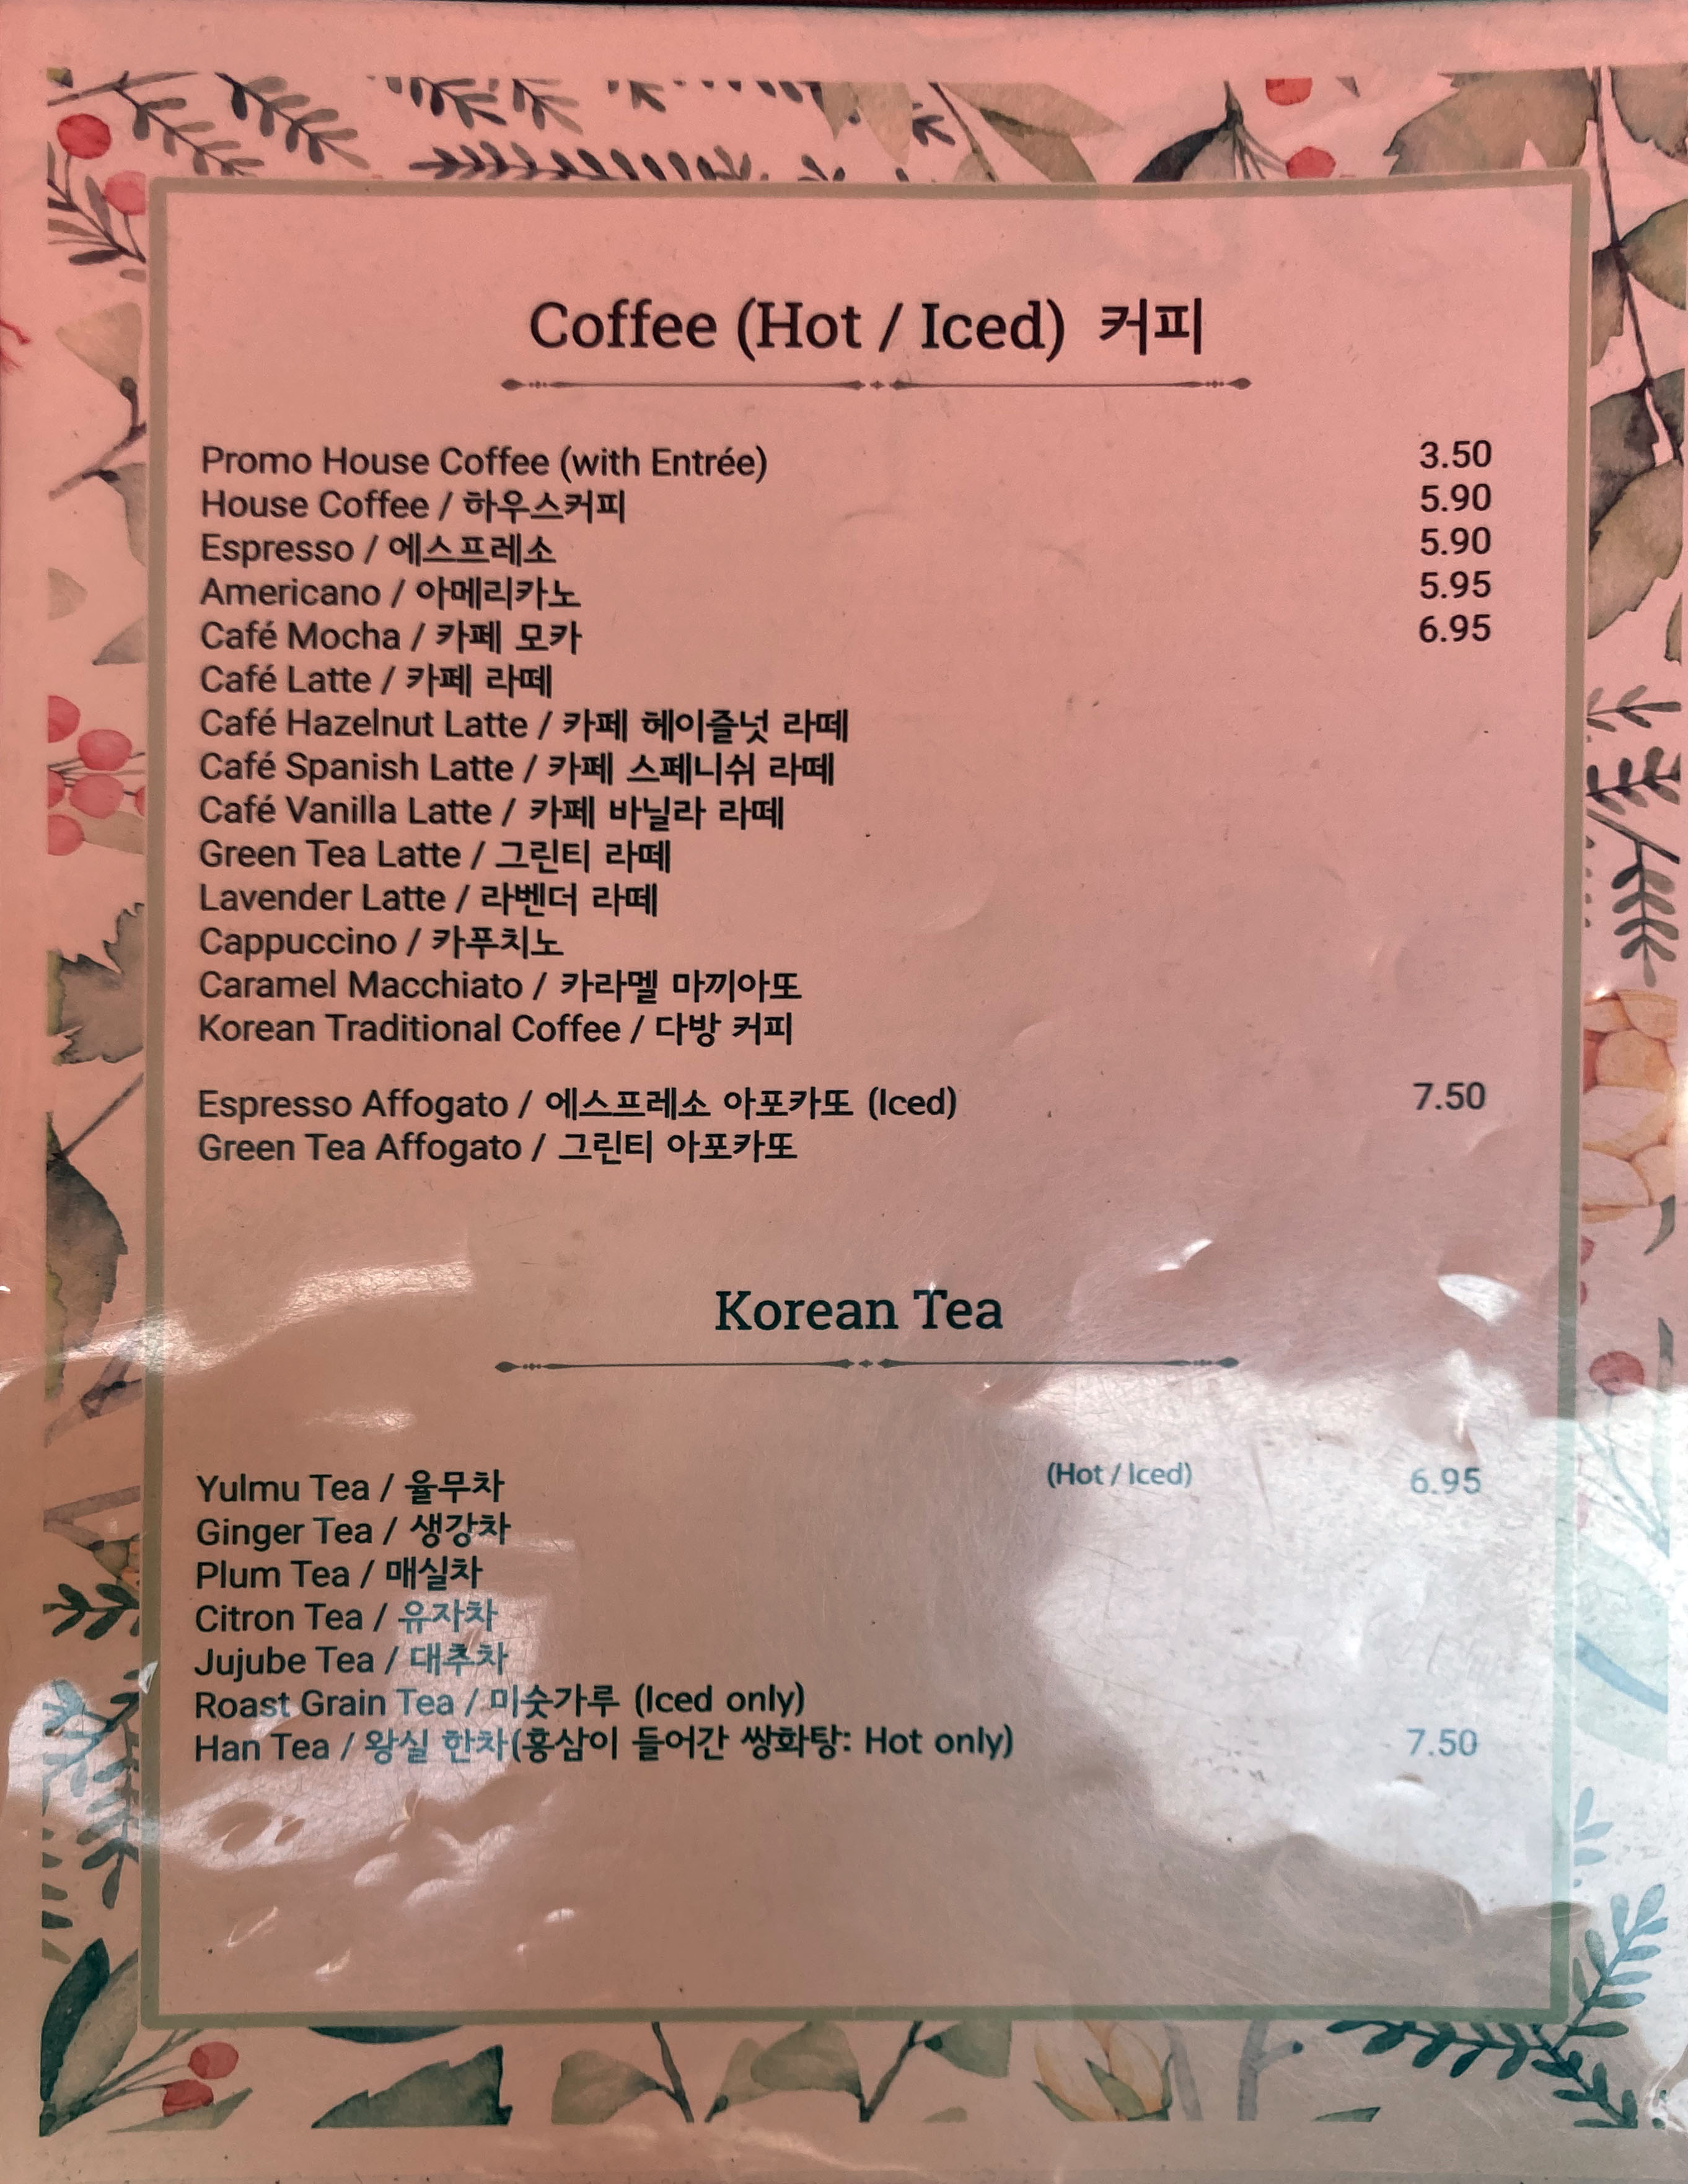 Coffee (Hot / Iced) 커피
Promo House Coffee (with Entrée) 3.50
House Coffee / 하우스커피 5.90
Espresso / 에스프레소 5.90
Americano / 아메리카노 5.95
Café Mocha / 카페 모카 6.95
Café Latte / 카페 라떼
Café Hazelnut Latte / 카페 헤이즐넛 라떼
Café Spanish Latte / 카페 스페니쉬 라떼
Café Vanilla Latte / 카페 바닐라 라떼
Green Tea Latte / 그린티 라떼
Lavender Latte / 라벤더 라떼
Cappuccino / 카푸치노
Caramel Macchiato / 카라멜 마끼아또
Korean Traditional Coffee / 다방 커피
Espresso Affogato / 에스프레소 아포카또 (Iced) 7.50
Green Tea Affogato / 그린티 아포카또
Korean Tea
Yulmu Tea / 율무차 (Hot / Iced) 6.95
Ginger Tea / 생강차
Plum Tea / 매실차
Citron Tea / 유자차
Jujube Tea / 대추차
Roast Grain Tea / 미숫가루 (Iced only)
Han Tea / 왕실 한차(홍삼이 들어간 쌍화탕: Hot only) 7.50